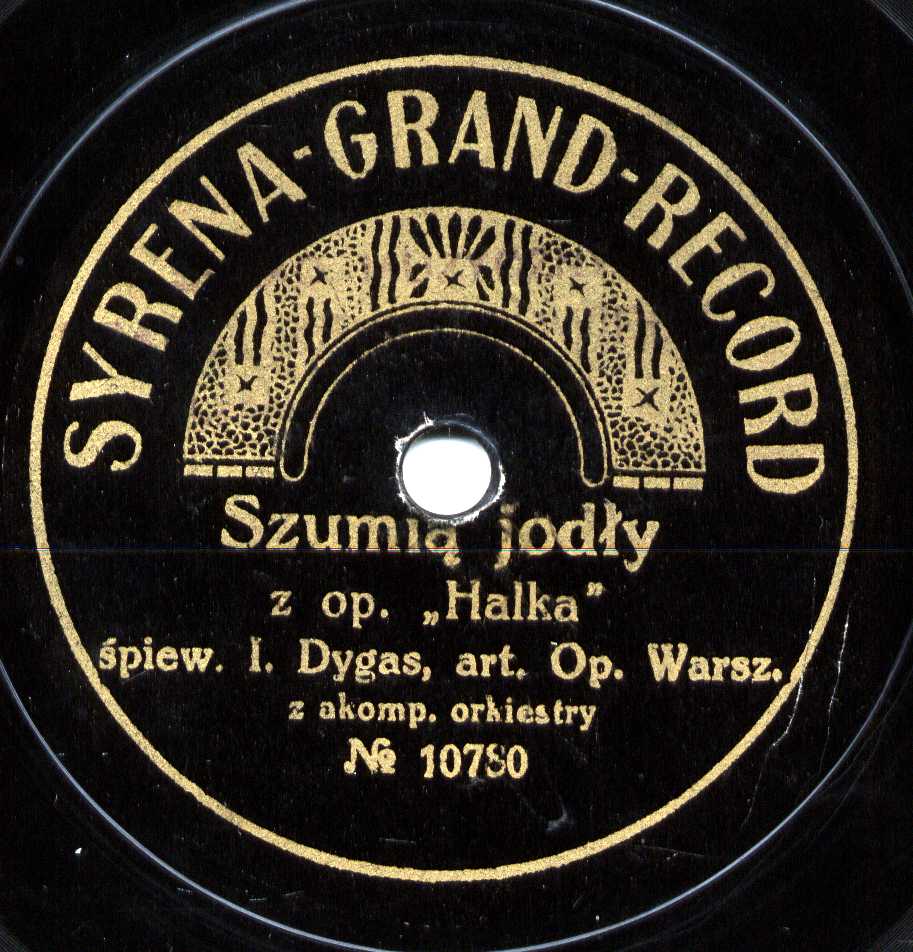 SYRENA-GRAND-RECORD
Szumią jodły
z op. „Halka”
śpiew. I. Dygas, art. Op. Warsz.
z akomp. orkiestry
№ 10780